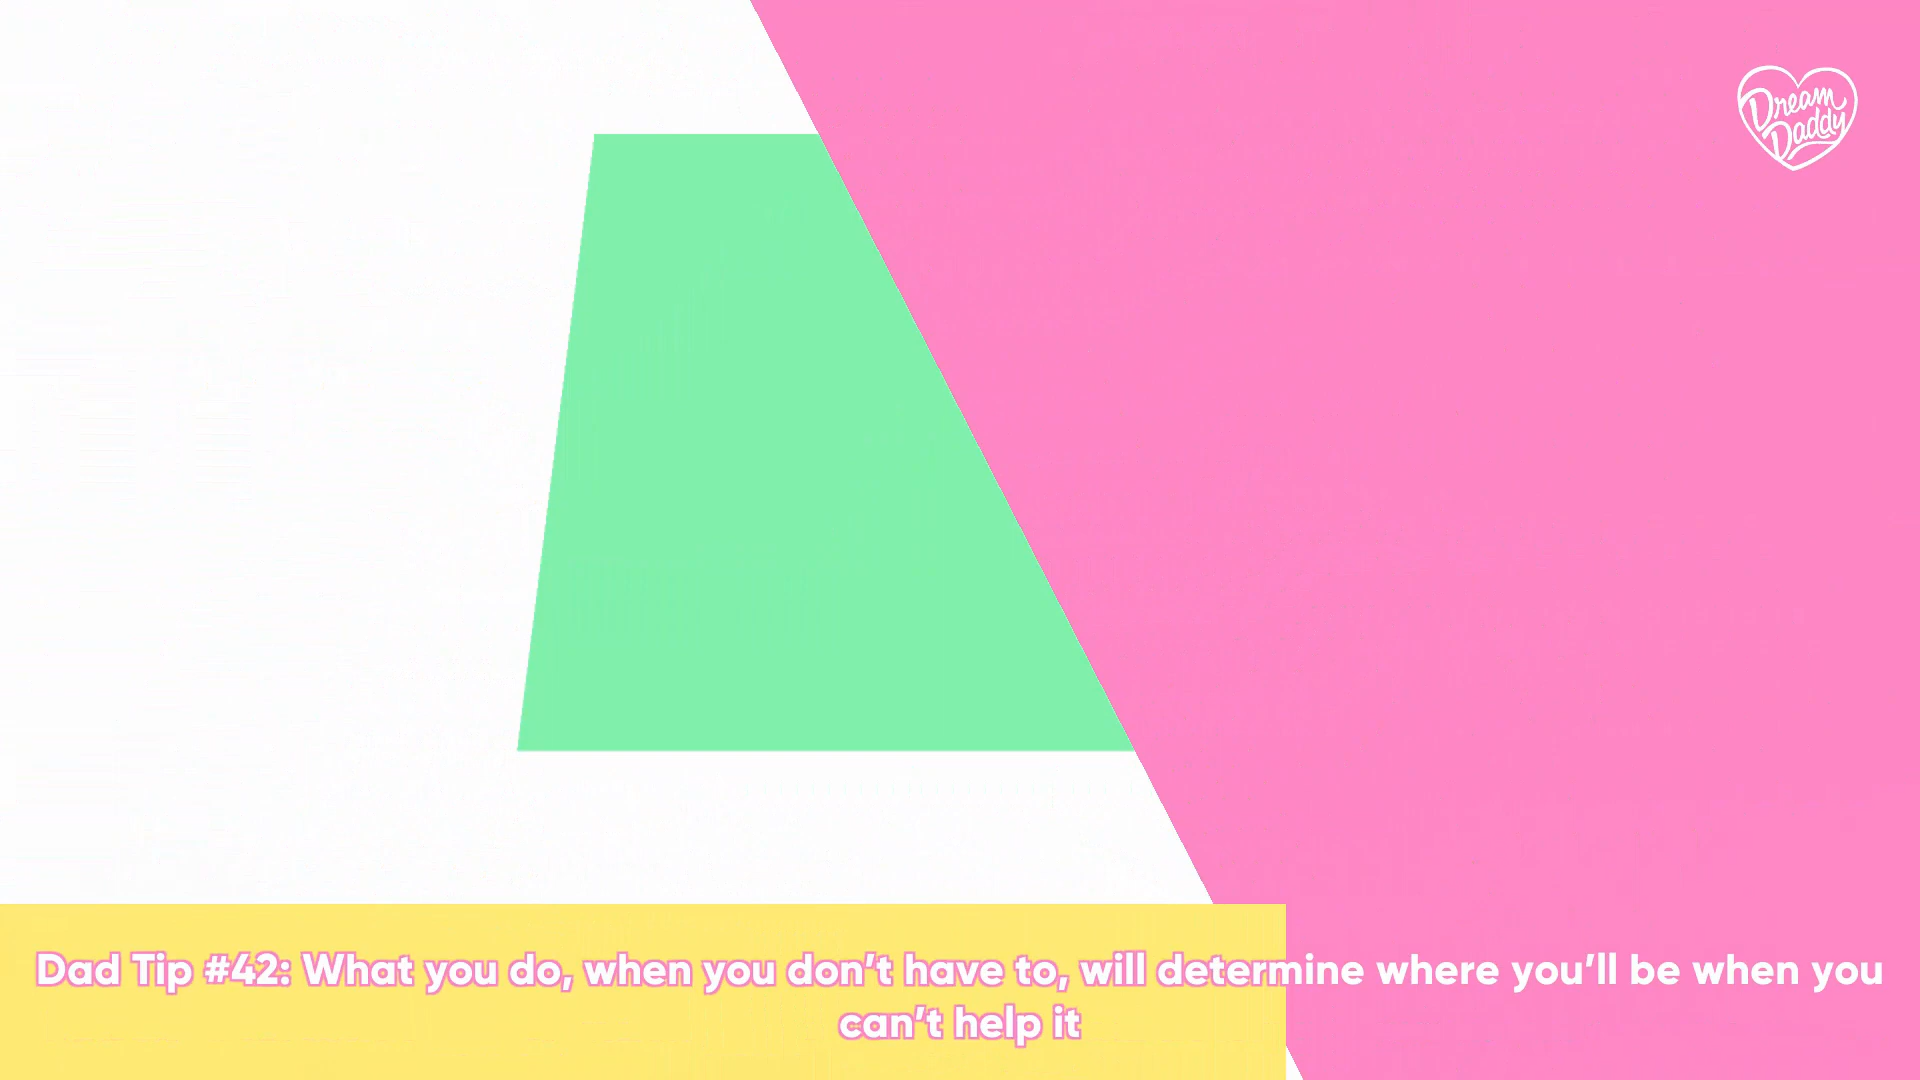 Dream
Daddy
Dad Tip #42: What you do, when you don’t have to, will determine where you’ll be when you
can’t help it